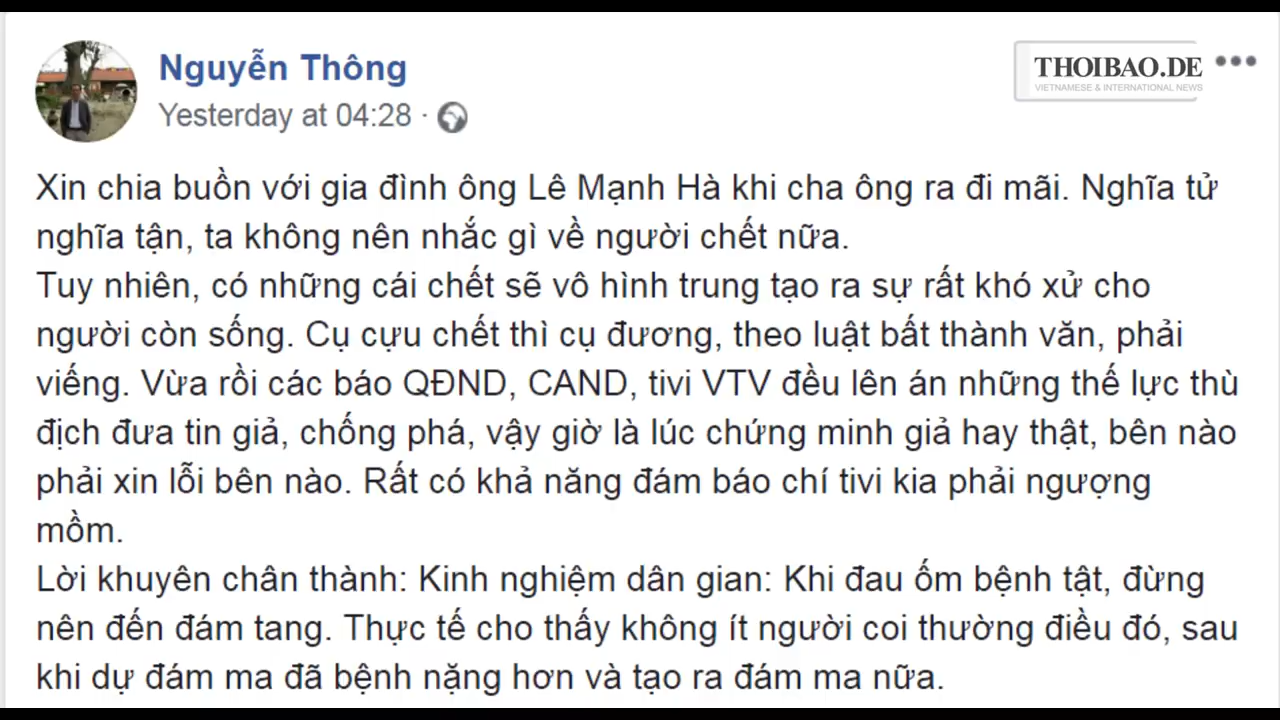 Nguyễn Thông
Yesterday at 04:28 ·
THOIBAO.DE
VIETNAMESE & INTERNATIONAL NEWS
Xin chia buồn với gia đình ông Lê Mạnh Hà khi cha ông ra đi mãi. Nghĩa tử
nghĩa tận, ta không nên nhắc gì về người chết nữa.
Tuy nhiên, có những cái chết sẽ vô hình trung tạo ra sự rất khó xử cho
người còn sống. Cụ cựu chết thì cụ đương, theo luật bất thành văn, phải
viếng. Vừa rồi các báo QĐND, CAND, tivi VTV đều lên án những thế lực thù
địch đưa tin giả, chống phá, vậy giờ là lúc chứng minh giả hay thật, bên nào
phải xin lỗi bên nào. Rất có khả năng đám báo chí tivi kia phải ngượng
mồm.
Lời khuyên chân thành: Kinh nghiệm dân gian: Khi đau ốm bệnh tật, đừng
nên đến đám tang. Thực tế cho thấy không ít người coi thường điều đó, sau
khi dự đám ma đã bệnh nặng hơn và tạo ra đám ma nữa.